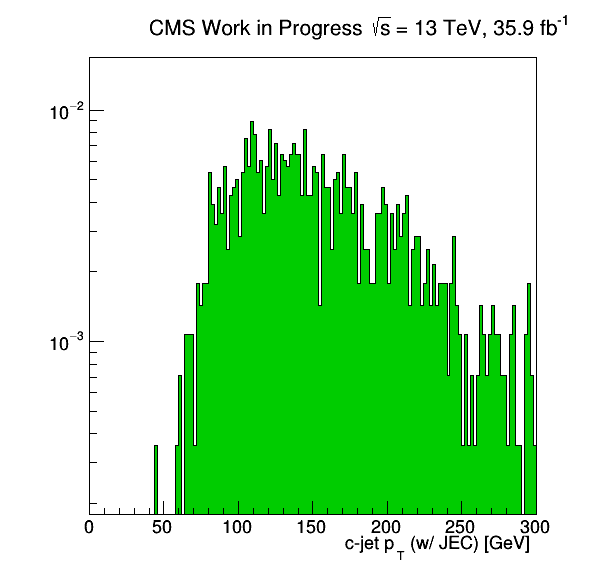 CMS Work in Progress √s = 13 TeV, 35.9 fb⁻¹
10⁻²
10⁻³
0 50 100 150 200 250 300
c-jet p_T (w/ JEC) [GeV]